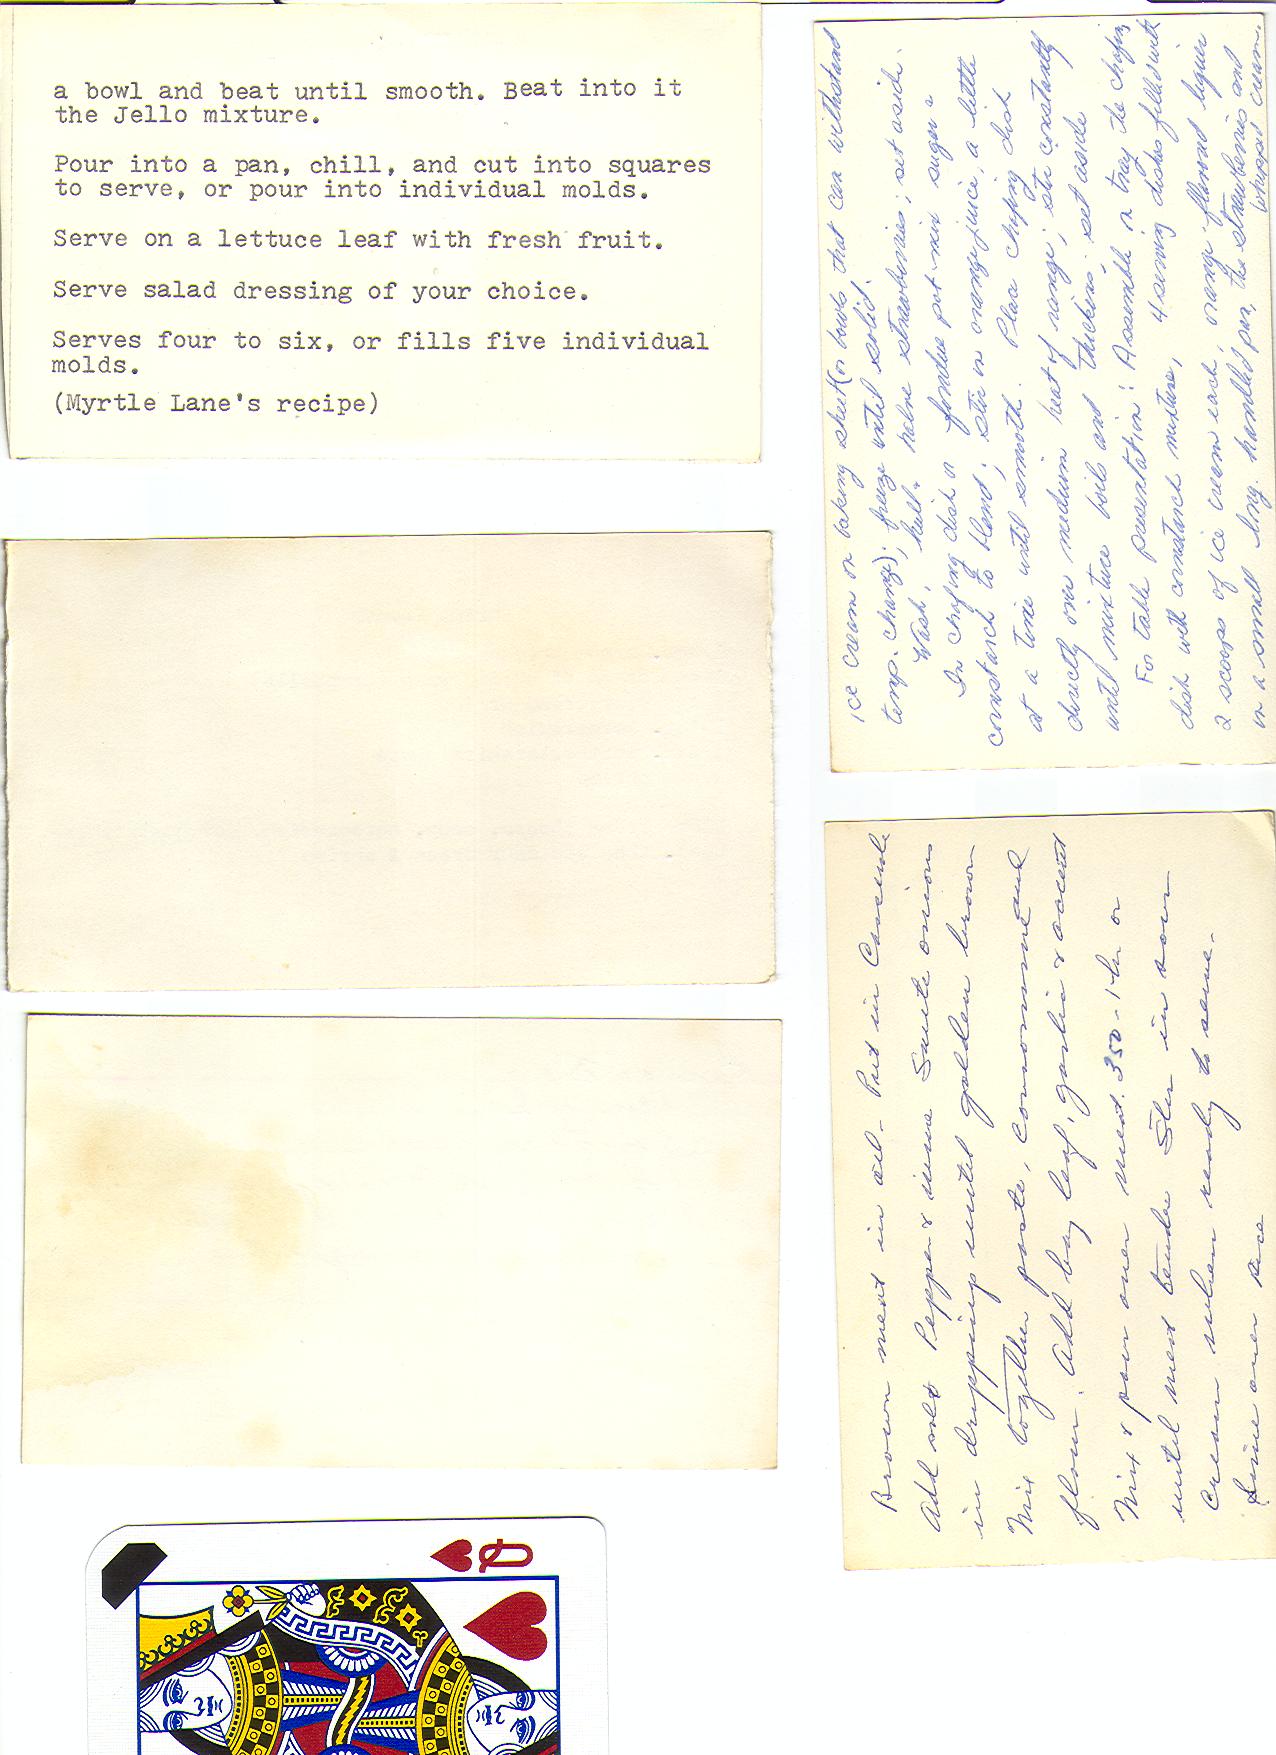 a bowl and beat until smooth. Beat into it
the Jello mixture.
Pour into a pan, chill, and cut into squares
to serve, or pour into individual molds.
Serve on a lettuce leaf with fresh fruit.
Serve salad dressing of your choice.
Serves four to six, or fills five individual
molds.
(Myrtle Lane's recipe)
ice cream on baking sheet (or bowls that can withstand
temp. change); freeze until solid.
Wash, hull & halve strawberries; set aside.
In chafing dish or fondue pot mix sugar &
cornstarch to blend; stir in orange juice, a little
at a time until smooth. Place chafing dish
directly over medium heat of range; stir constantly
until mixture boils and thickens; set aside
For table presentation: Assemble on tray the chafing
dish with cornstarch mixture, 4 serving dishes filled with
2 scoops of ice cream each, orange flavored liquer
in a small long-handled pan, the strawberries and
whipped cream.
Brown meat in oil - Put in Casserole
Add salt Pepper & Saute onions
in drippings until golden brown
Mix together paste, consommé and
flour. Add bay leaf, garlic & accent
Mix & pour over meat. 350 - 1 hr or
until meat tender Stir in sour
cream when ready to serve.
Serve over rice
Q